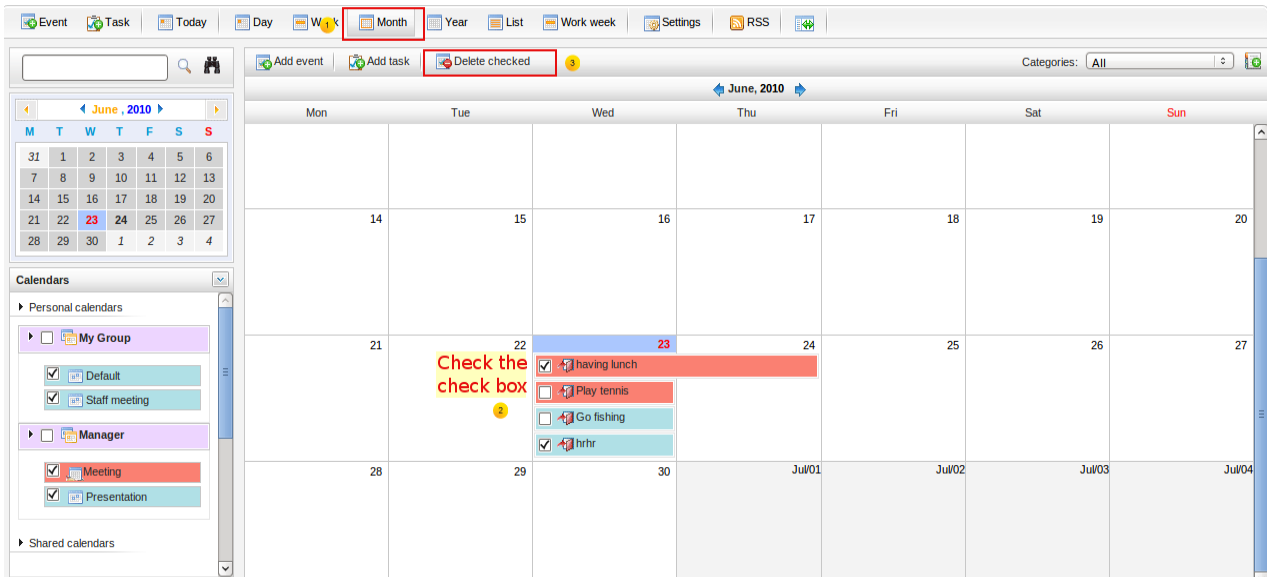 Event Task Today Day W 1 k Month Year List Work week Settings RSS
Add event Add task Delete checked 3 Categories: All
June, 2010
Mon Tue Wed Thu Fri Sat Sun
June , 2010
M T W T F S S
31 1 2 3 4 5 6
7 8 9 10 11 12 13
14 15 16 17 18 19 20
21 22 23 24 25 26 27
28 29 30 1 2 3 4
Calendars
Personal calendars
My Group
Default
Staff meeting
Manager
Meeting
Presentation
Shared calendars
14 15 16 17 18 19 20
21 22 23 24 25 26 27
Check the
check box
2
having lunch
Play tennis
Go fishing
hrhr
28 29 30 Jul/01 Jul/02 Jul/03 Jul/04